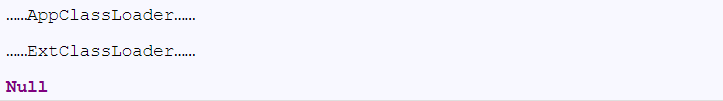 ……AppClassLoader……
……ExtClassLoader……
Null